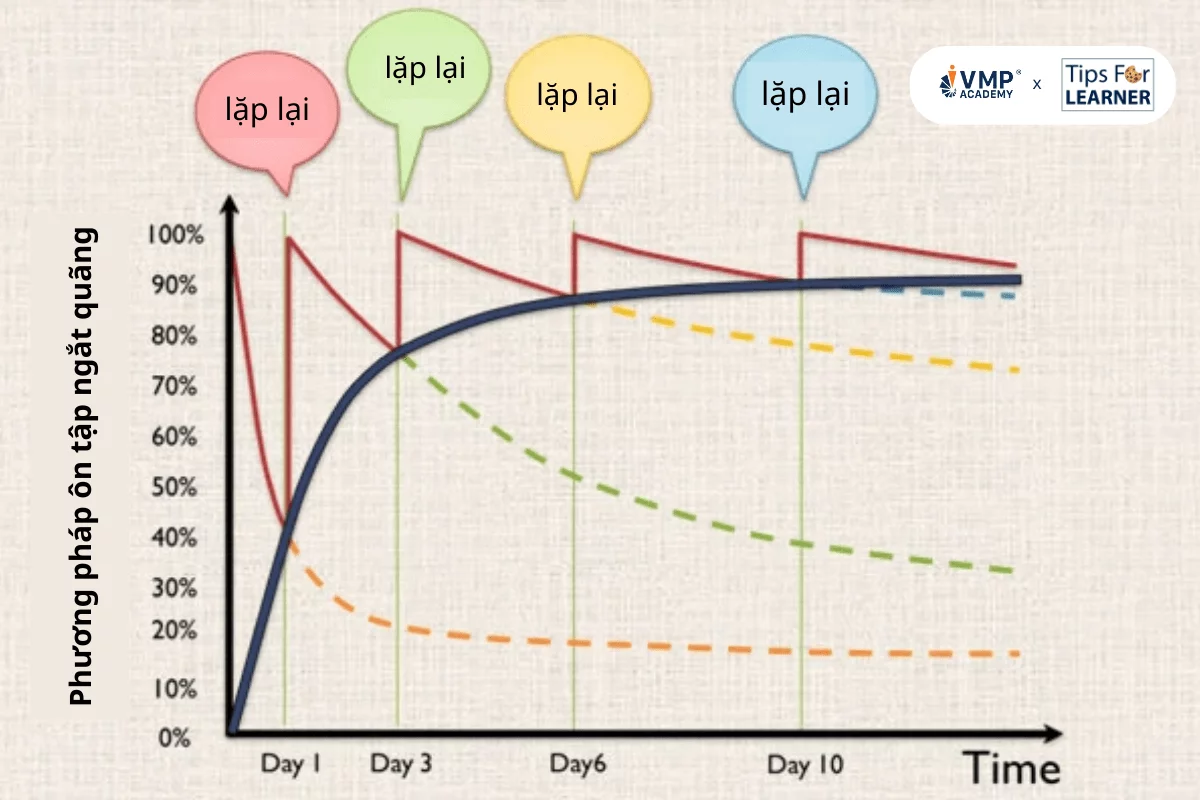 lặp lại
lặp lại
lặp lại
lặp lại
VMP®
ACADEMY
x
Tips For
LEARNER
Phương pháp ôn tập ngắt quãng
100%
90%
80%
70%
60%
50%
40%
30%
20%
10%
0%
Day 1
Day 3
Day6
Day 10
Time